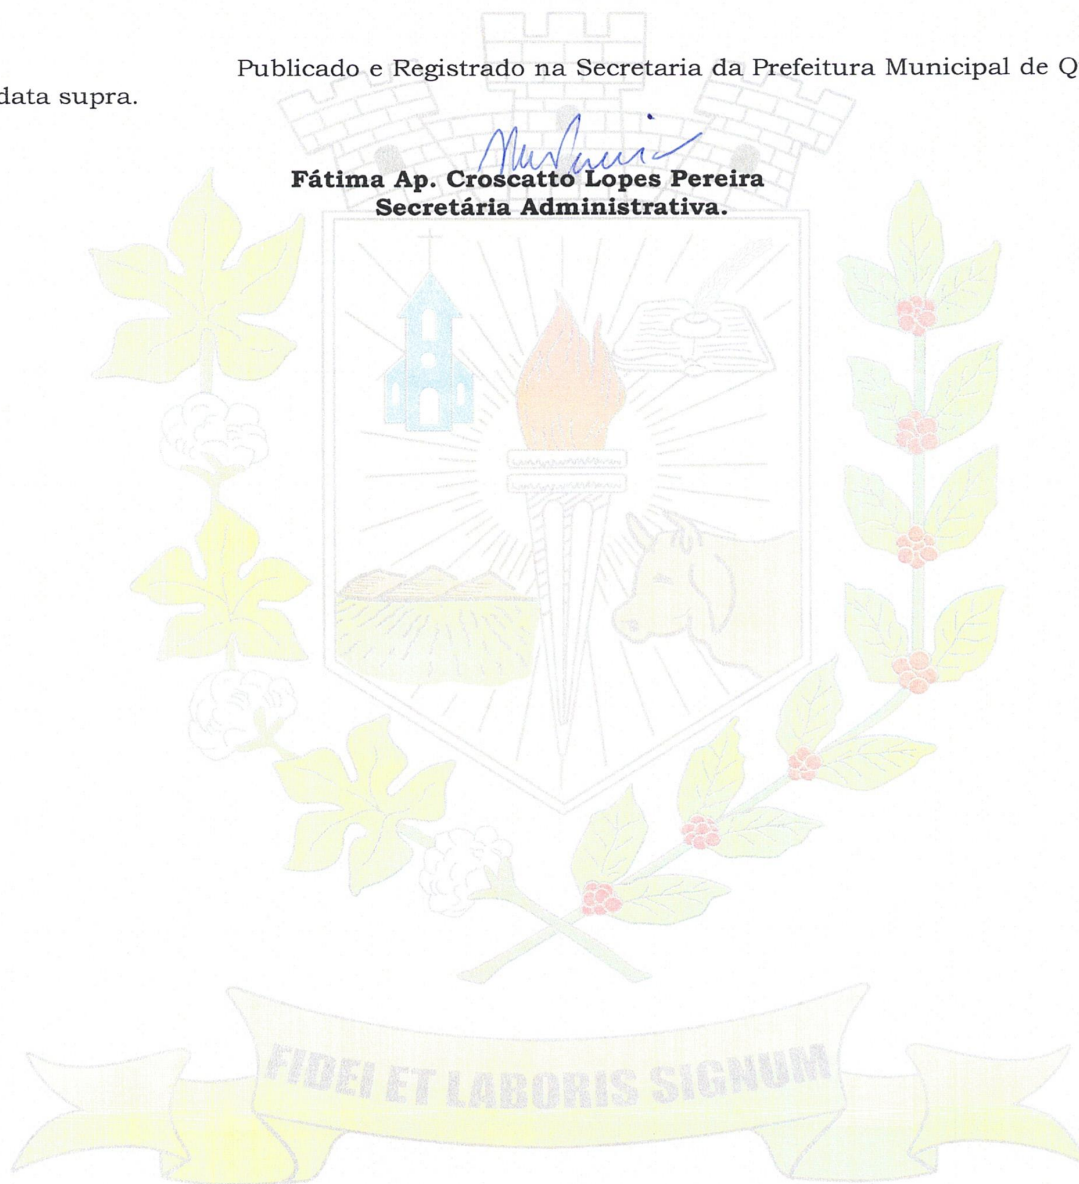 Publicado e Registrado na Secretaria da Prefeitura Municipal de Q
data supra.
Fátima Ap. Croscatto Lopes Pereira
Secretária Administrativa.
FIDEI ET LABORIS SIGNUM